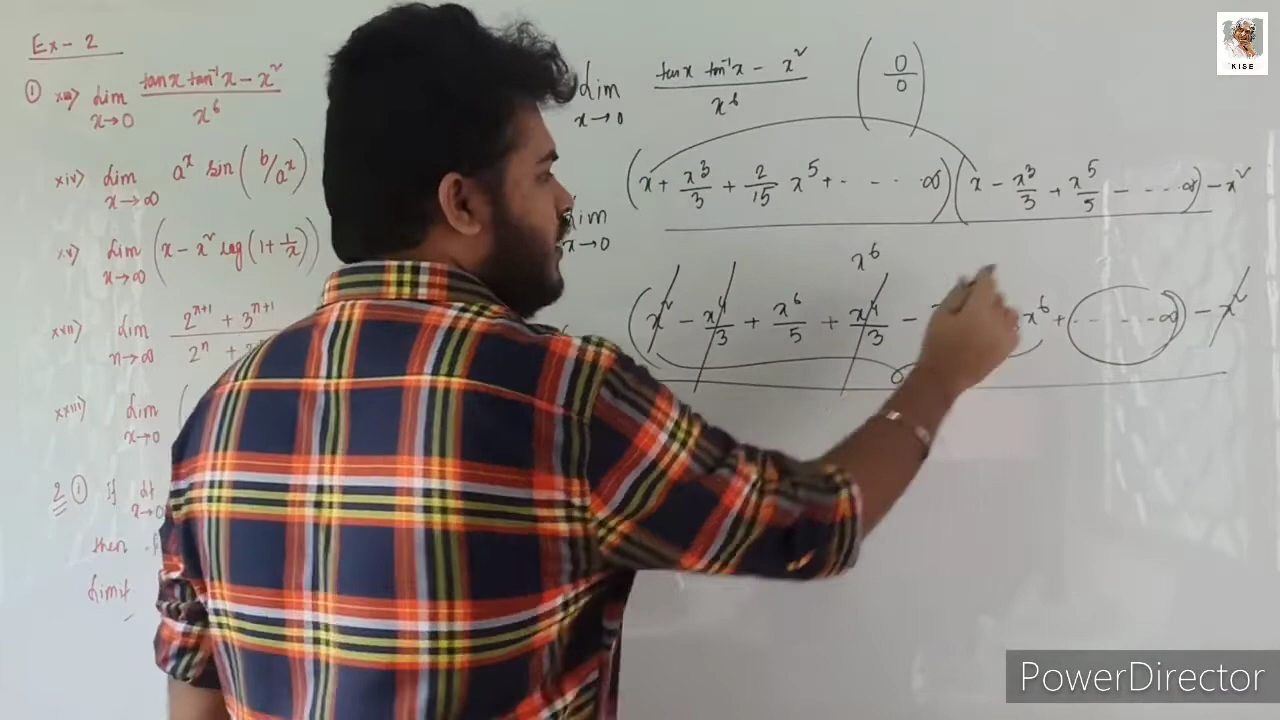 Ex - 2
① xiii) lim x→0 (tan x tan⁻¹x - x²) / x⁶
xiv) lim x→∞ aˣ sin (b/aˣ)
xv) lim x→∞ (x - x² log (1 + 1/x))
xvii) lim n→∞ 2ⁿ⁺¹ + 3ⁿ⁺¹ / 2ⁿ +
xxiii) lim x→0 (
2 ① If lt x→0
then
limit
lim x→0 (tan x tan⁻¹x - x²) / x⁶ (0/0)
lim x→0 (x + x³/3 + 2/15 x⁵ + - - - - ∞)(x - x³/3 + x⁵/5 - - - - ∞) - x²
x⁶
(x² - x⁴/3 + x⁶/5 + x⁴/3 - x⁶ + - - - - ∞) - x²
KISE
PowerDirector